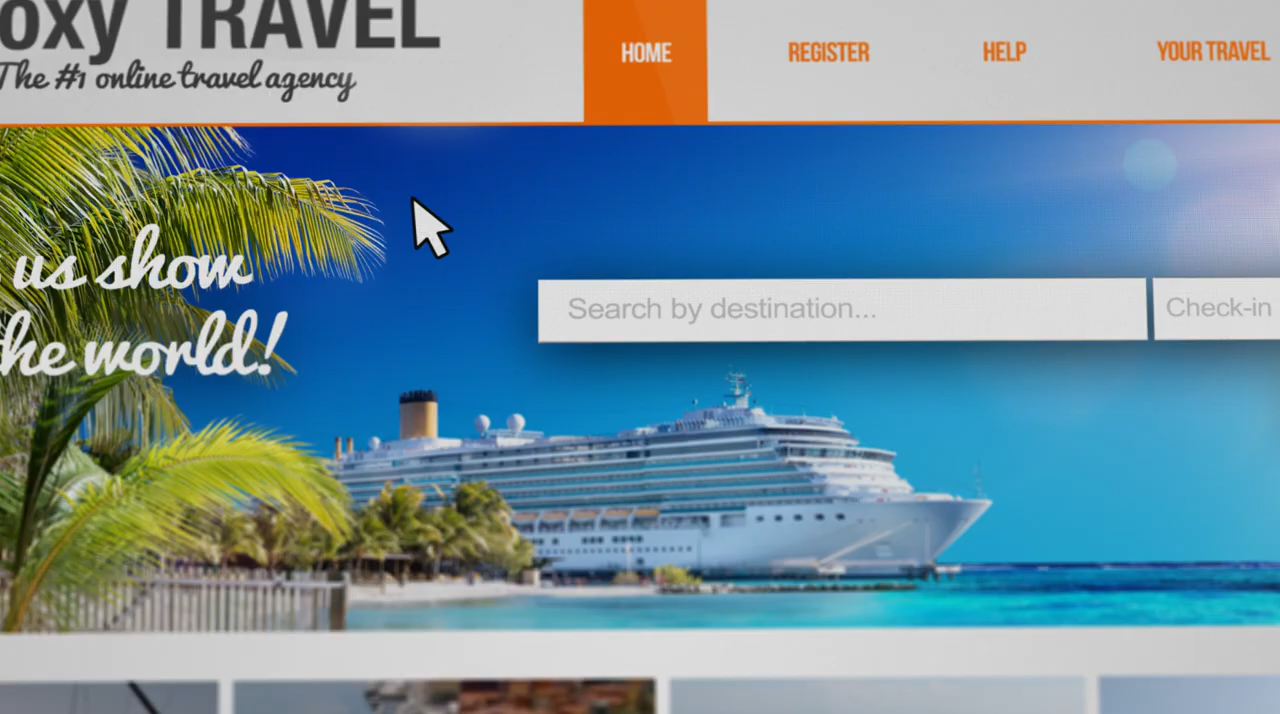 oxy TRAVEL
The #1 online travel agency
HOME
REGISTER
HELP
YOUR TRAVEL
us show
he world!
Search by destination...
Check-in